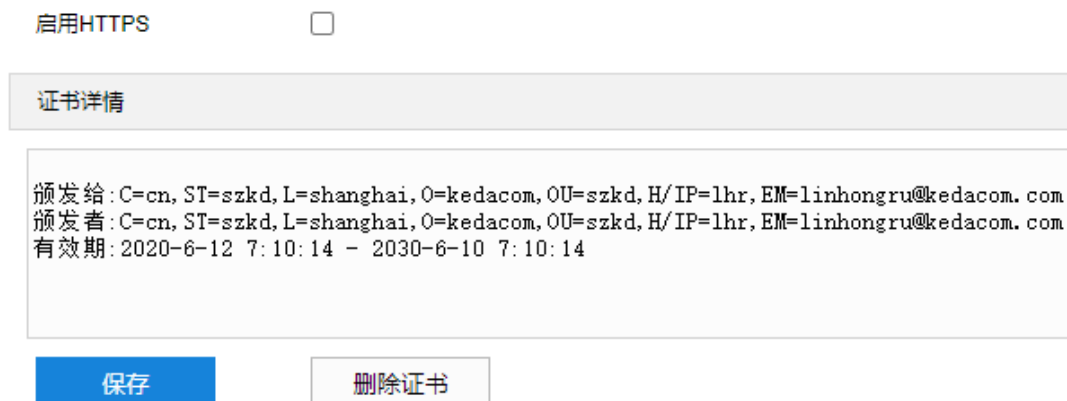 启用HTTPS
证书详情
颁发给:C=cn,ST=szkd,L=shanghai,O=kedacom,OU=szkd,H/IP=lhr,EM=linhongru@kedacom.com
颁发者:C=cn,ST=szkd,L=shanghai,O=kedacom,OU=szkd,H/IP=lhr,EM=linhongru@kedacom.com
有效期:2020-6-12 7:10:14 - 2030-6-10 7:10:14
保存 删除证书